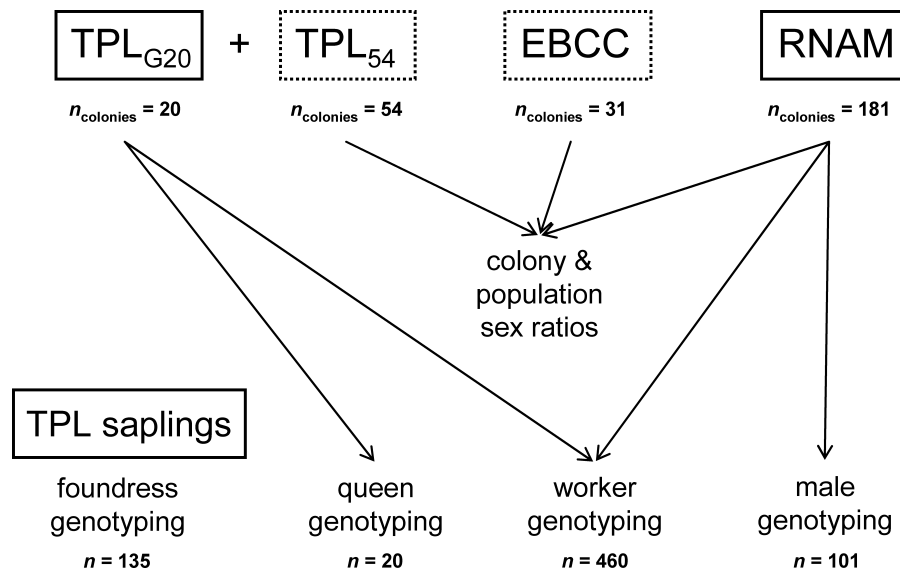 TPL_G20 + TPL_54 EBCC RNAM
n_colonies = 20 n_colonies = 54 n_colonies = 31 n_colonies = 181
colony &
population
sex ratios
TPL saplings
foundress genotyping
n = 135
queen genotyping
n = 20
worker genotyping
n = 460
male genotyping
n = 101